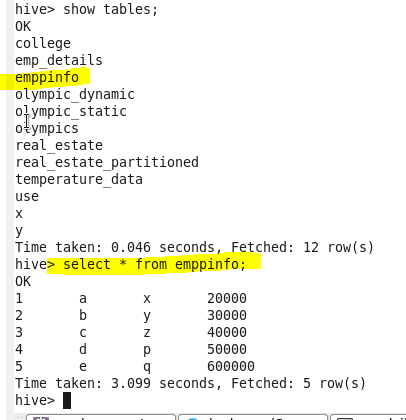 hive> show tables;
OK
college
emp_details
emppinfo
olympic_dynamic
olympic_static
olympics
real_estate
real_estate_partitioned
temperature_data
use
x
y
Time taken: 0.046 seconds, Fetched: 12 row(s)
hive> select * from emppinfo;
OK
1 a x 20000
2 b y 30000
3 c z 40000
4 d p 50000
5 e q 600000
Time taken: 3.099 seconds, Fetched: 5 row(s)
hive>